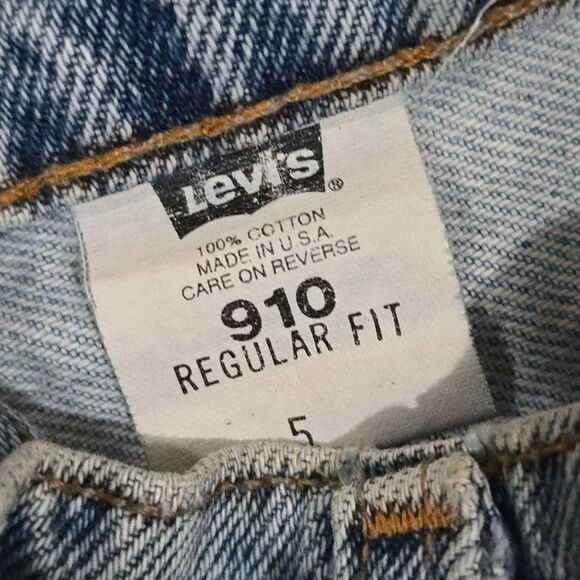 Levi's ®
100% COTTON
MADE IN U.S.A.
CARE ON REVERSE
910
REGULAR FIT
5